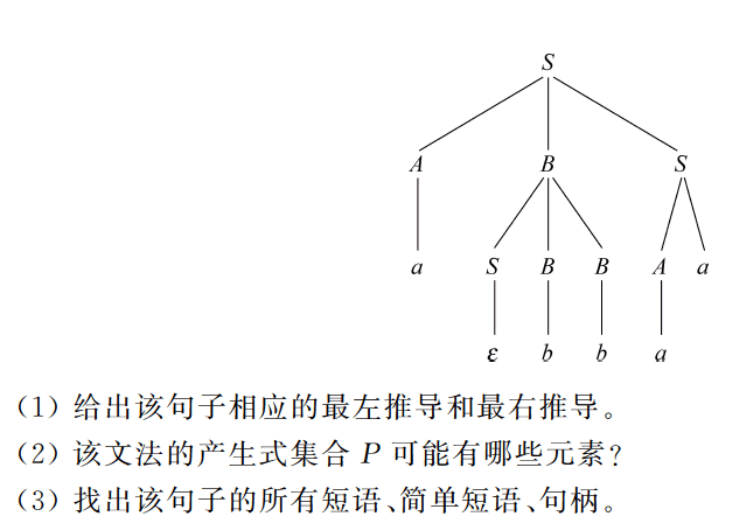 S
A B S
a S B B A a
ε b b a
(1) 给出该句子相应的最左推导和最右推导。
(2) 该文法的产生式集合 P 可能有哪些元素?
(3) 找出该句子的所有短语、简单短语、句柄。